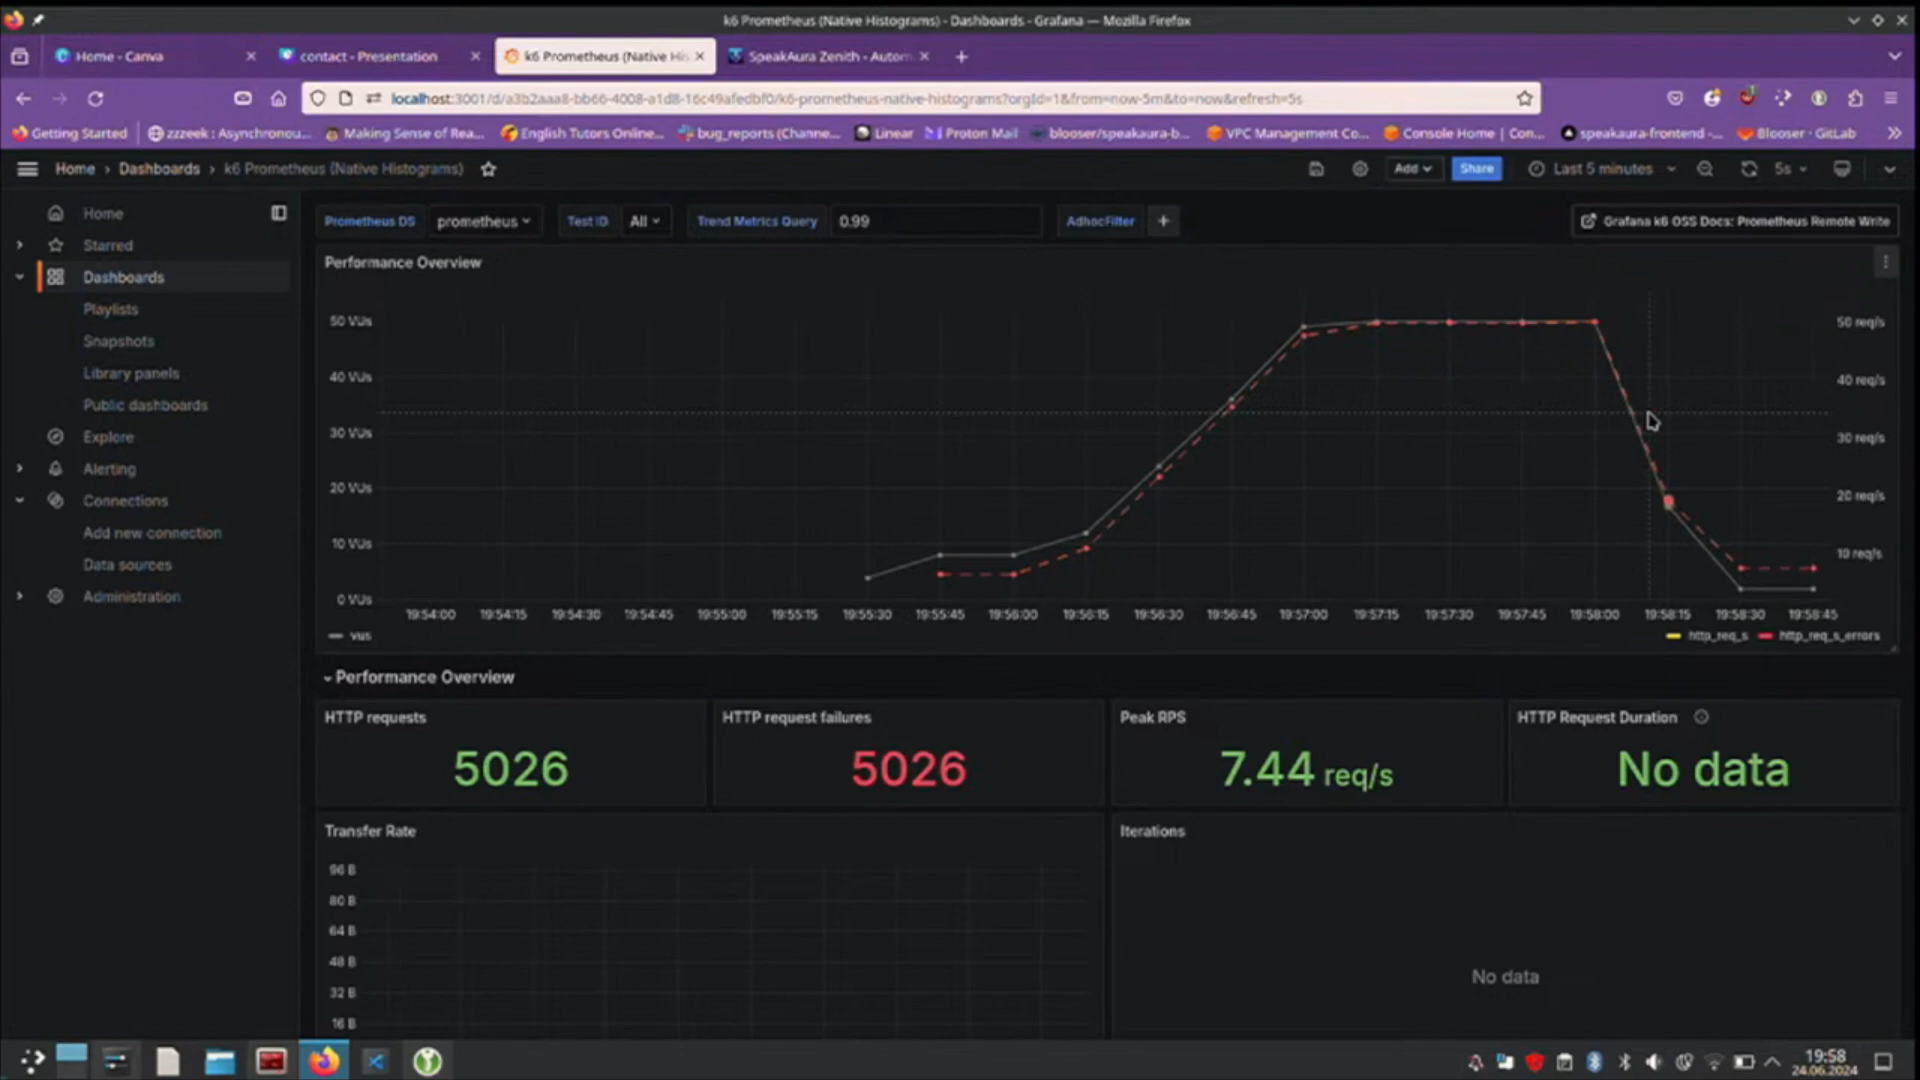 k6 Prometheus (Native Histograms) - Dashboards - Grafana — Mozilla Firefox
Home - Canva
contact - Presentation
k6 Prometheus (Native His
SpeakAura Zenith - Autom
localhost:3001/d/a3b2aaa8-bb66-4008-a1d8-16c49afedbf0/k6-prometheus-native-histograms?orgId=1&from=now-5m&to=now&refresh=5s
Getting Started
zzzeek : Asynchronou...
Making Sense of Rea...
English Tutors Online...
bug_reports (Channe...
Linear
Proton Mail
blooser/speakaura-b...
VPC Management Co...
Console Home | Con...
speakaura-frontend -...
Blooser · GitLab
Home › Dashboards › k6 Prometheus (Native Histograms)
Add
Share
Last 5 minutes
5s
Home
Starred
Dashboards
Playlists
Snapshots
Library panels
Public dashboards
Explore
Alerting
Connections
Add new connection
Data sources
Administration
Prometheus DS prometheus
Test ID All
Trend Metrics Query 0.99
AdhocFilter +
Grafana k6 OSS Docs: Prometheus Remote Write
Performance Overview
50 VUs
40 VUs
30 VUs
20 VUs
10 VUs
0 VUs
50 req/s
40 req/s
30 req/s
20 req/s
10 req/s
19:54:00 19:54:15 19:54:30 19:54:45 19:55:00 19:55:15 19:55:30 19:55:45 19:56:00 19:56:15 19:56:30 19:56:45 19:57:00 19:57:15 19:57:30 19:57:45 19:58:00 19:58:15 19:58:30 19:58:45
vus
http_req_s http_req_s_errors
Performance Overview
HTTP requests
5026
HTTP request failures
5026
Peak RPS
7.44 req/s
HTTP Request Duration
No data
Transfer Rate
96 B
80 B
64 B
48 B
32 B
16 B
Iterations
No data
19:58
24.06.2024